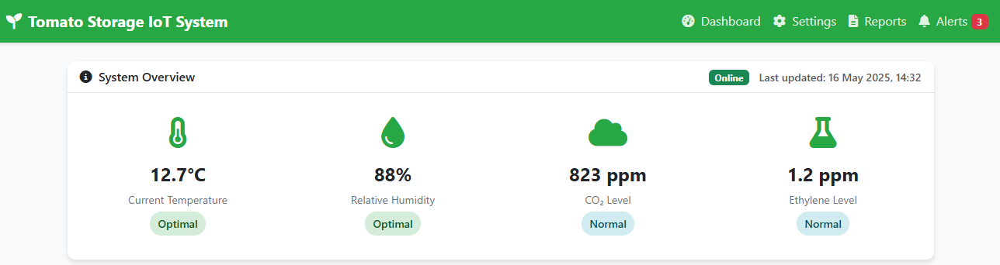 Tomato Storage IoT System Dashboard Settings Reports Alerts 3
System Overview Online Last updated: 16 May 2025, 14:32
12.7°C 88% 823 ppm 1.2 ppm
Current Temperature Relative Humidity CO₂ Level Ethylene Level
Optimal Optimal Normal Normal